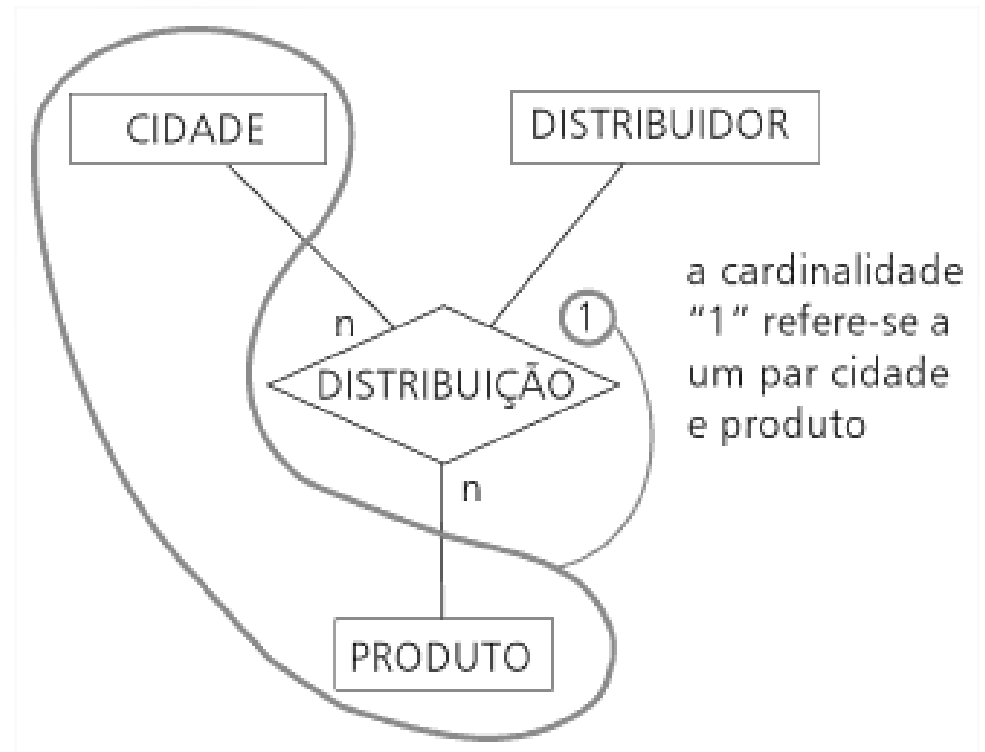 CIDADE
DISTRIBUIDOR
a cardinalidade
"1" refere-se a
um par cidade
e produto
1
n
DISTRIBUIÇÃO
n
PRODUTO